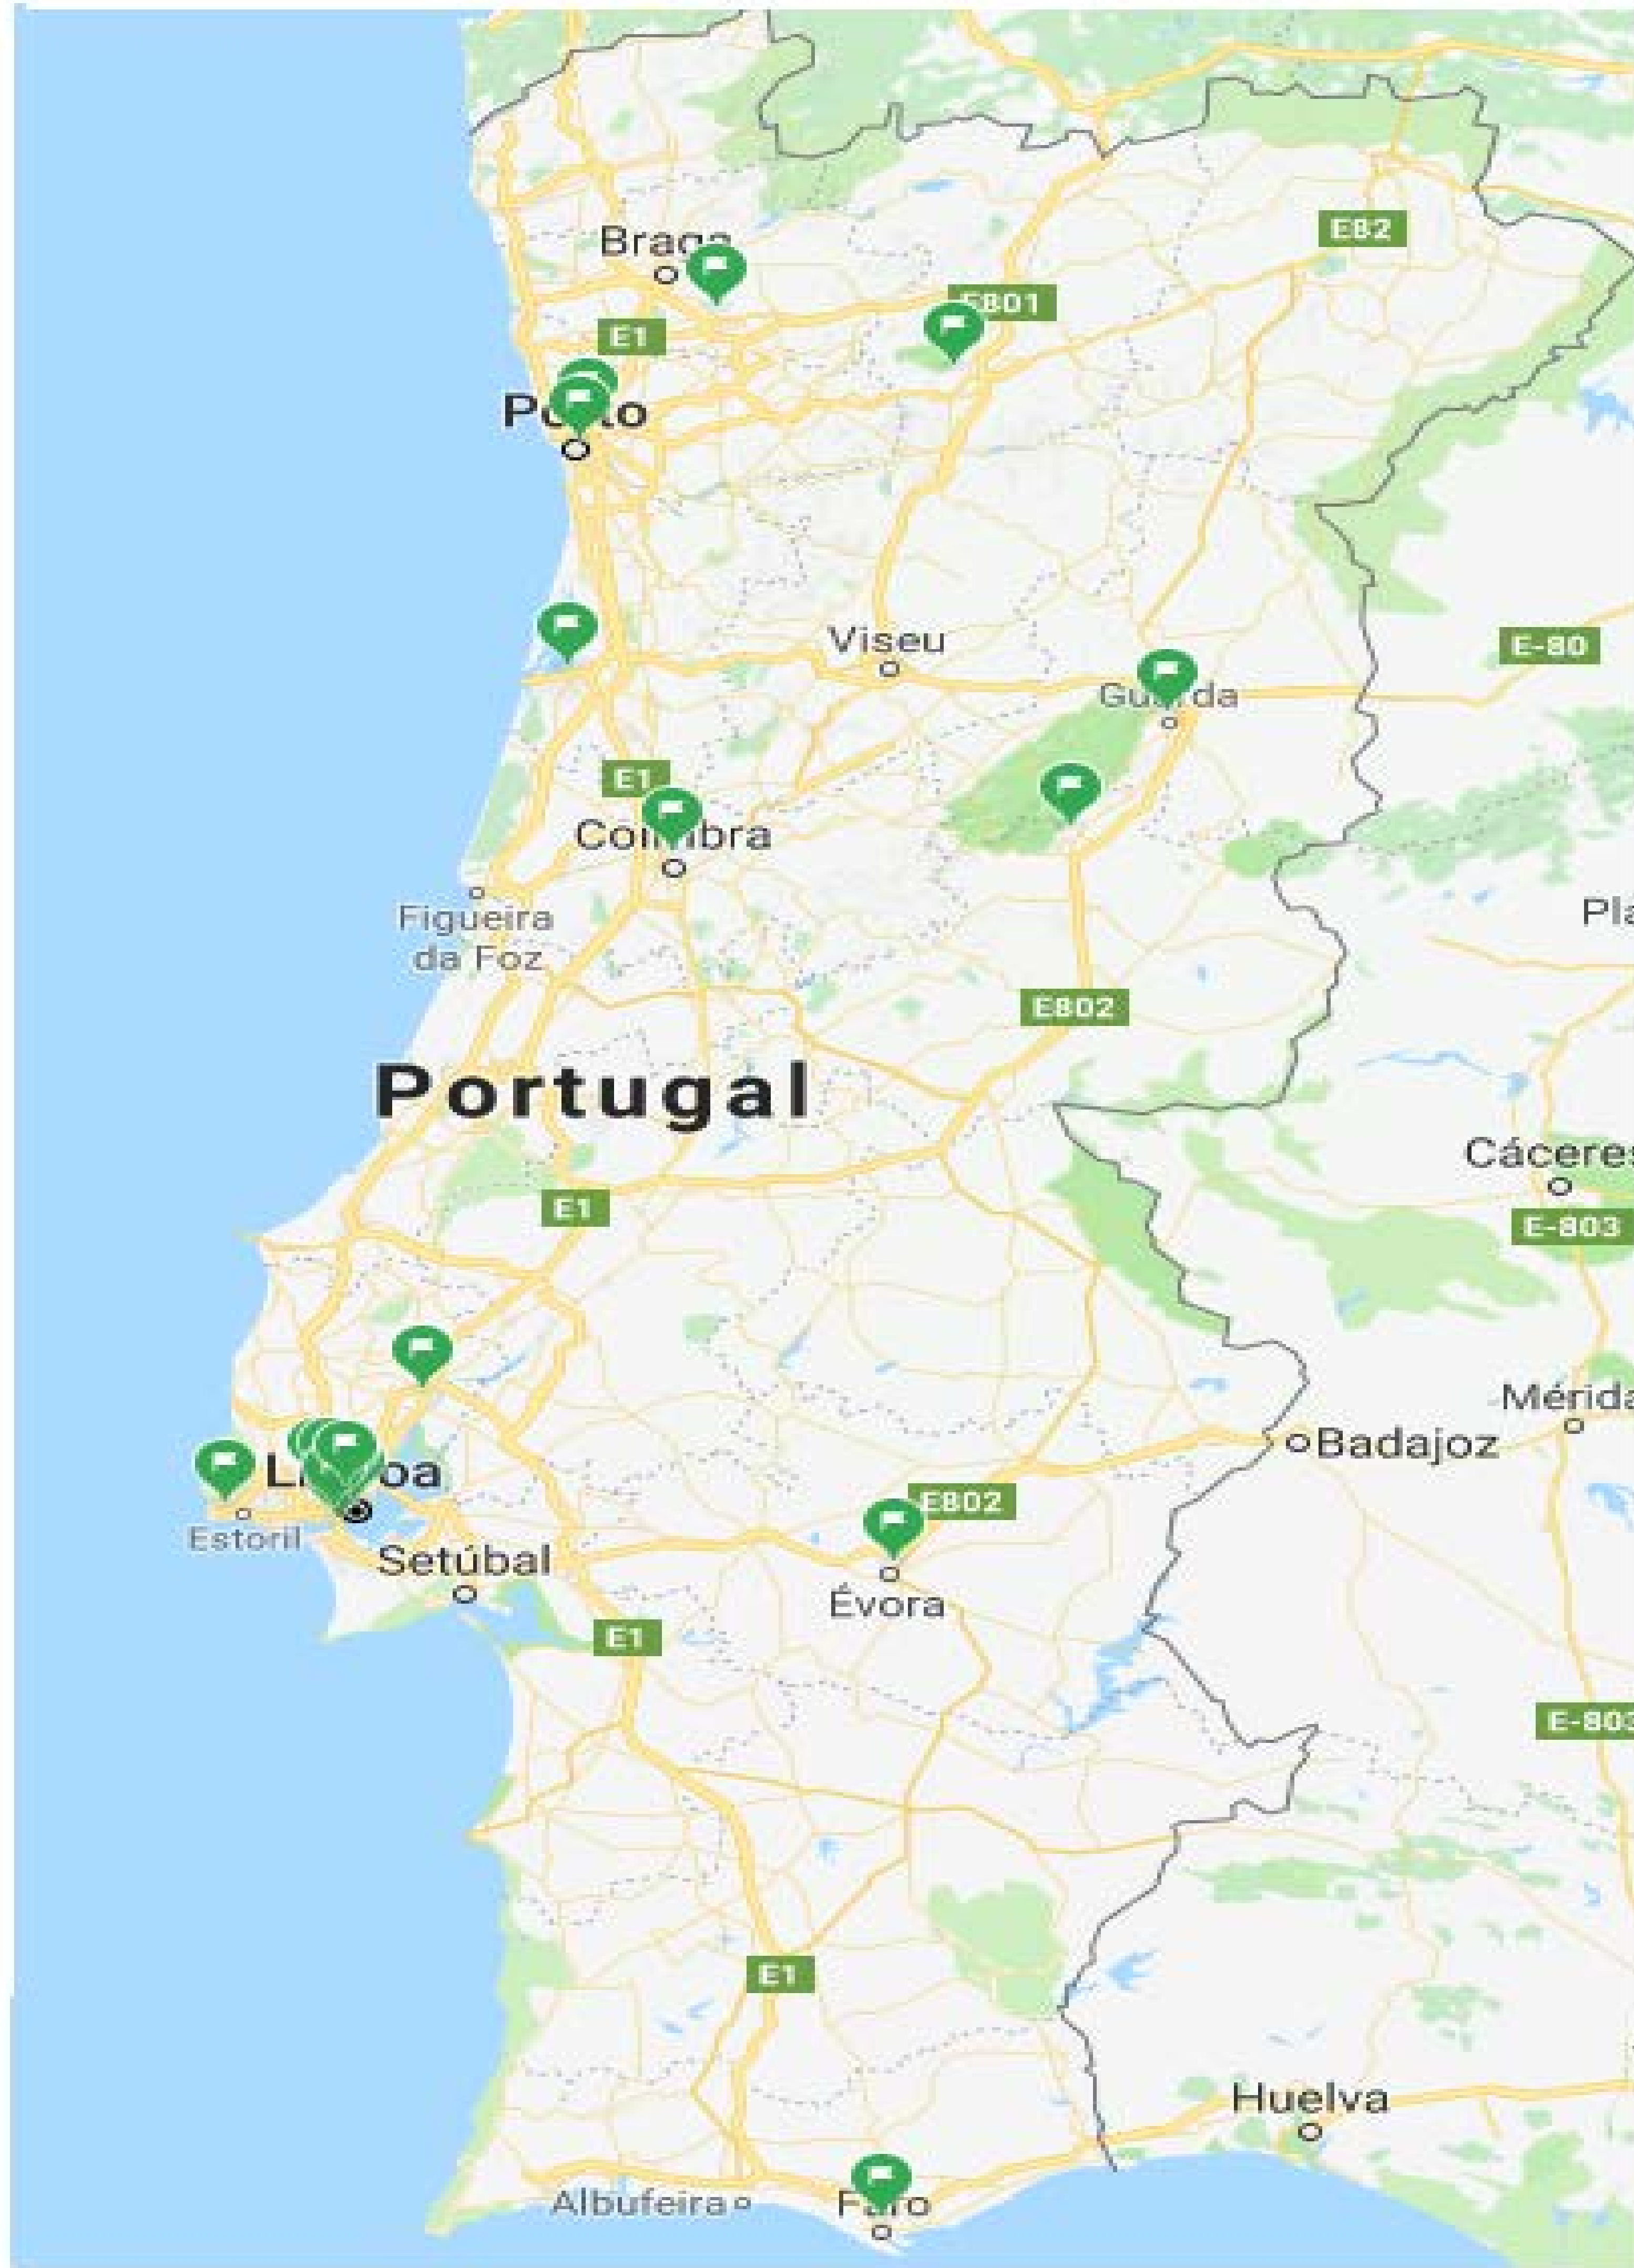 E82
Braga
E801
E1
Porto
Viseu
E-80
Guarda
E1
Coimbra
Figueira
da Foz
Pla
E802
Portugal
Cáceres
E1
E-803
Mérida
Badajoz
Lisboa
E802
Estoril
Setúbal
Évora
E1
E-803
E1
Huelva
Albufeira
Faro